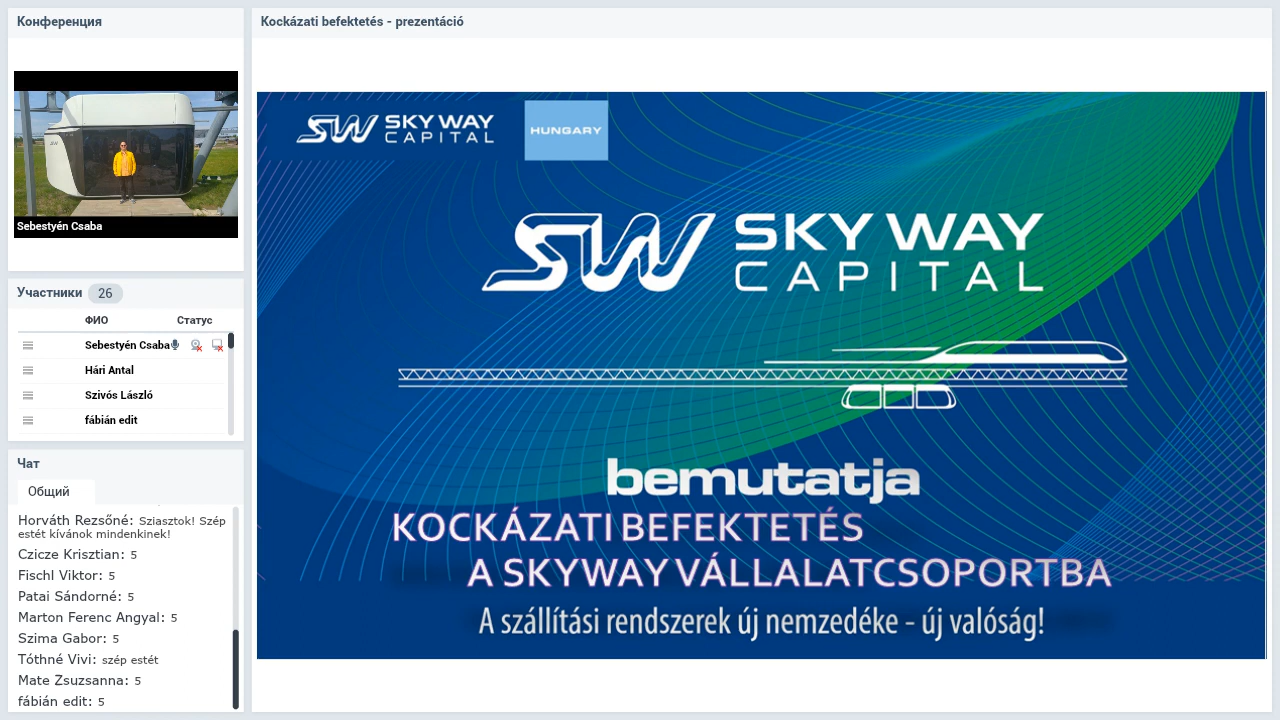 Конференция
Sebestyén Csaba
Участники 26
ФИО Статус
Sebestyén Csaba
Hári Antal
Szivós László
fábián edit
Чат
Общий
Horváth Rezsőné: Sziasztok! Szép
estét kívánok mindenkinek!
Czicze Krisztian: 5
Fischl Viktor: 5
Patai Sándorné: 5
Marton Ferenc Angyal: 5
Szima Gabor: 5
Tóthné Vivi: szép estét
Mate Zsuzsanna: 5
fábián edit: 5
Kockázati befektetés - prezentáció
SW SKY WAY
CAPITAL
HUNGARY
SW SKY WAY
CAPITAL
bemutatja
KOCKÁZATI BEFEKTETÉS
A SKYWAY VÁLLALATCSOPORTBA
A szállítási rendszerek új nemzedéke - új valóság!